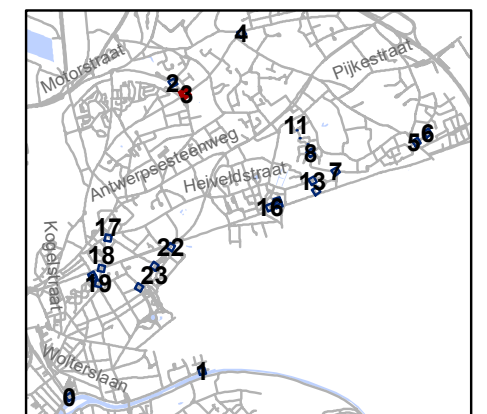 4
Motorstraat
Pijkestraat
2
3
11
6
5
Antwerpsesteenweg
8
7
Heiveldstraat
13
16
17
Kogelstraat
22
18
23
19
1
Wolterslaan
0